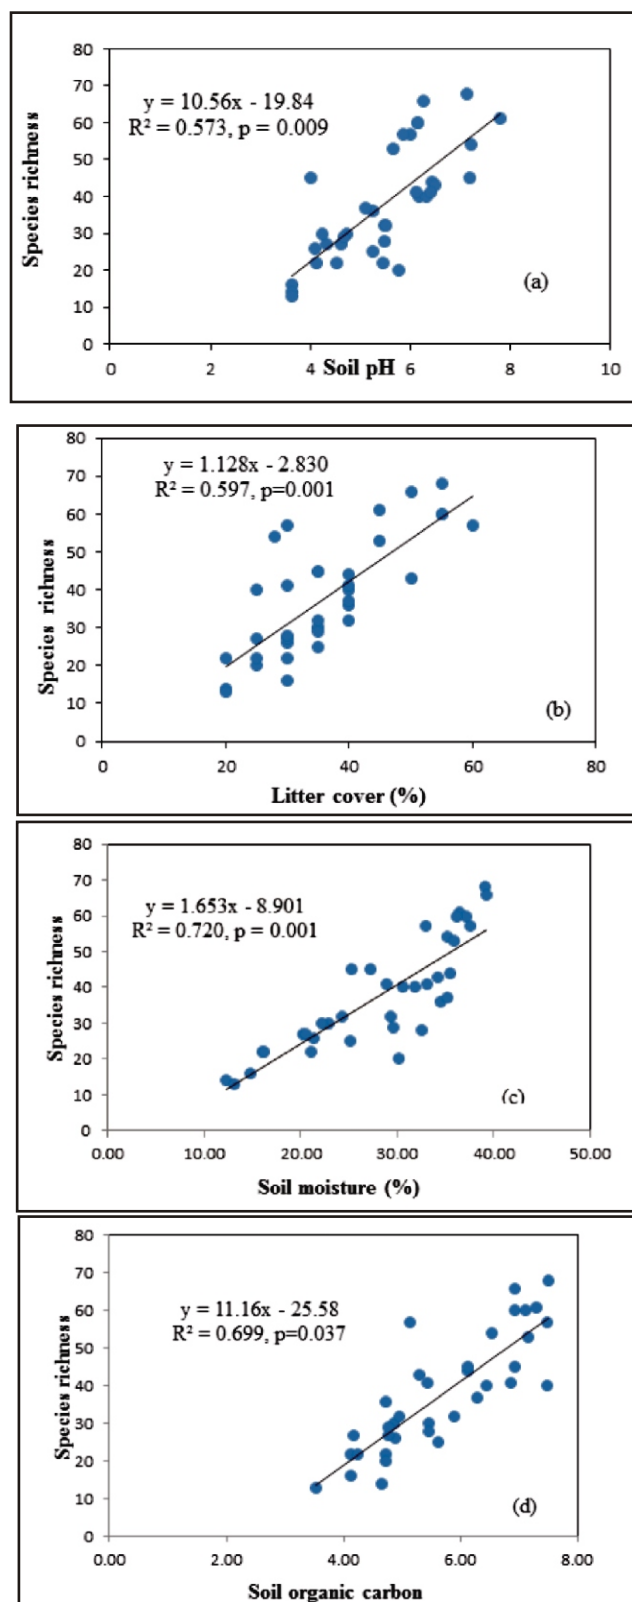 80
70
60
50
40
30
20
10
0
Species richness
y = 10.56x - 19.84
R² = 0.573, p = 0.009
(a)
0 2 4 6 8 10
Soil pH
80
70
60
50
40
30
20
10
0
Species richness
y = 1.128x - 2.830
R² = 0.597, p=0.001
(b)
0 20 40 60 80
Litter cover (%)
80
70
60
50
40
30
20
10
0
Species richness
y = 1.653x - 8.901
R² = 0.720, p = 0.001
(c)
0.00 10.00 20.00 30.00 40.00 50.00
Soil moisture (%)
80
70
60
50
40
30
20
10
0
Species richness
y = 11.16x - 25.58
R² = 0.699, p=0.037
(d)
0.00 2.00 4.00 6.00 8.00
Soil organic carbon